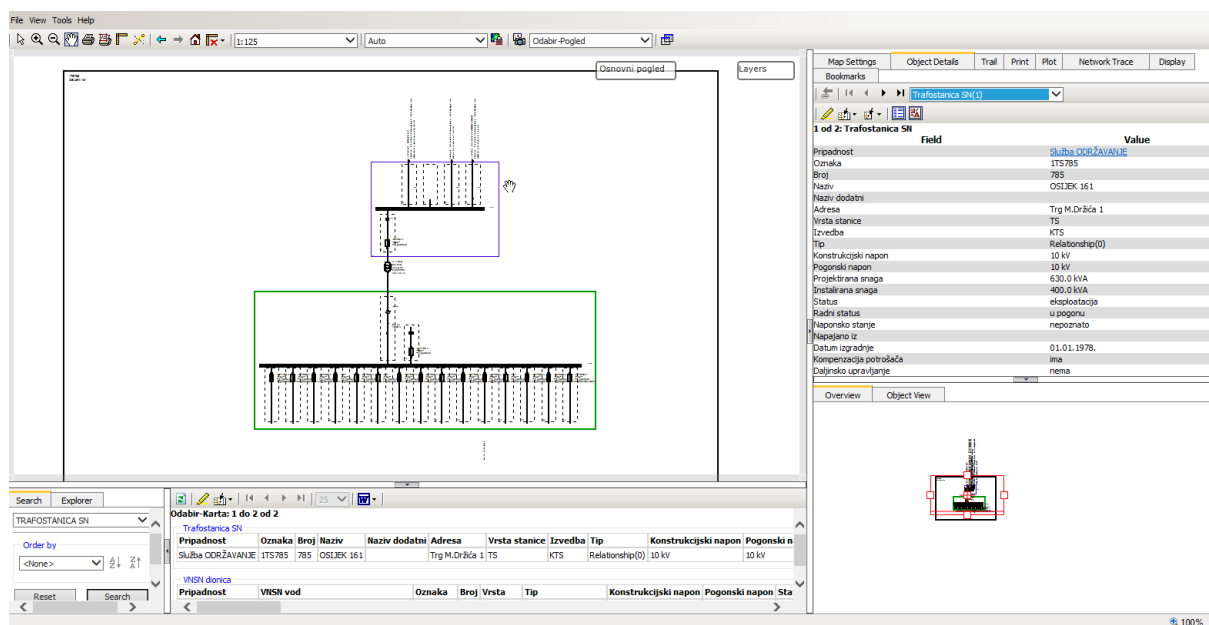 File View Tools Help
1:125 Auto Odabir-Pogled
Osnovni pogled Layers
Map Settings Object Details Trail Print Plot Network Trace Display
Bookmarks
Trafostanica SN(1)
1 od 2: Trafostanica SN
Field Value
Pripadnost Služba ODRŽAVANJE
Oznaka 1TS785
Broj 785
Naziv OSIJEK 161
Naziv dodatni
Adresa Trg M.Držića 1
Vrsta stanice TS
Izvedba KTS
Tip Relationship(0)
Konstrukcijski napon 10 kV
Pogonski napon 10 kV
Projektirana snaga 630.0 kVA
Instalirana snaga 400.0 kVA
Status eksploatacija
Radni status u pogonu
Naponsko stanje nepoznato
Napajano iz
Datum izgradnje 01.01.1978.
Kompenzacija potrošača ima
Daljinsko upravljanje nema
Overview Object View
Search Explorer
TRAFOSTANICA SN
Order by
<None>
Reset Search
25
Odabir-Karta: 1 do 2 od 2
Trafostanica SN
Pripadnost Oznaka Broj Naziv Naziv dodatni Adresa Vrsta stanice Izvedba Tip Konstrukcijski napon Pogonski n
Služba ODRŽAVANJE 1TS785 785 OSIJEK 161 Trg M.Držića 1 TS KTS Relationship(0) 10 kV 10 kV
VNSN dionica
Pripadnost VNSN vod Oznaka Broj Vrsta Tip Konstrukcijski napon Pogonski napon Sta
100%